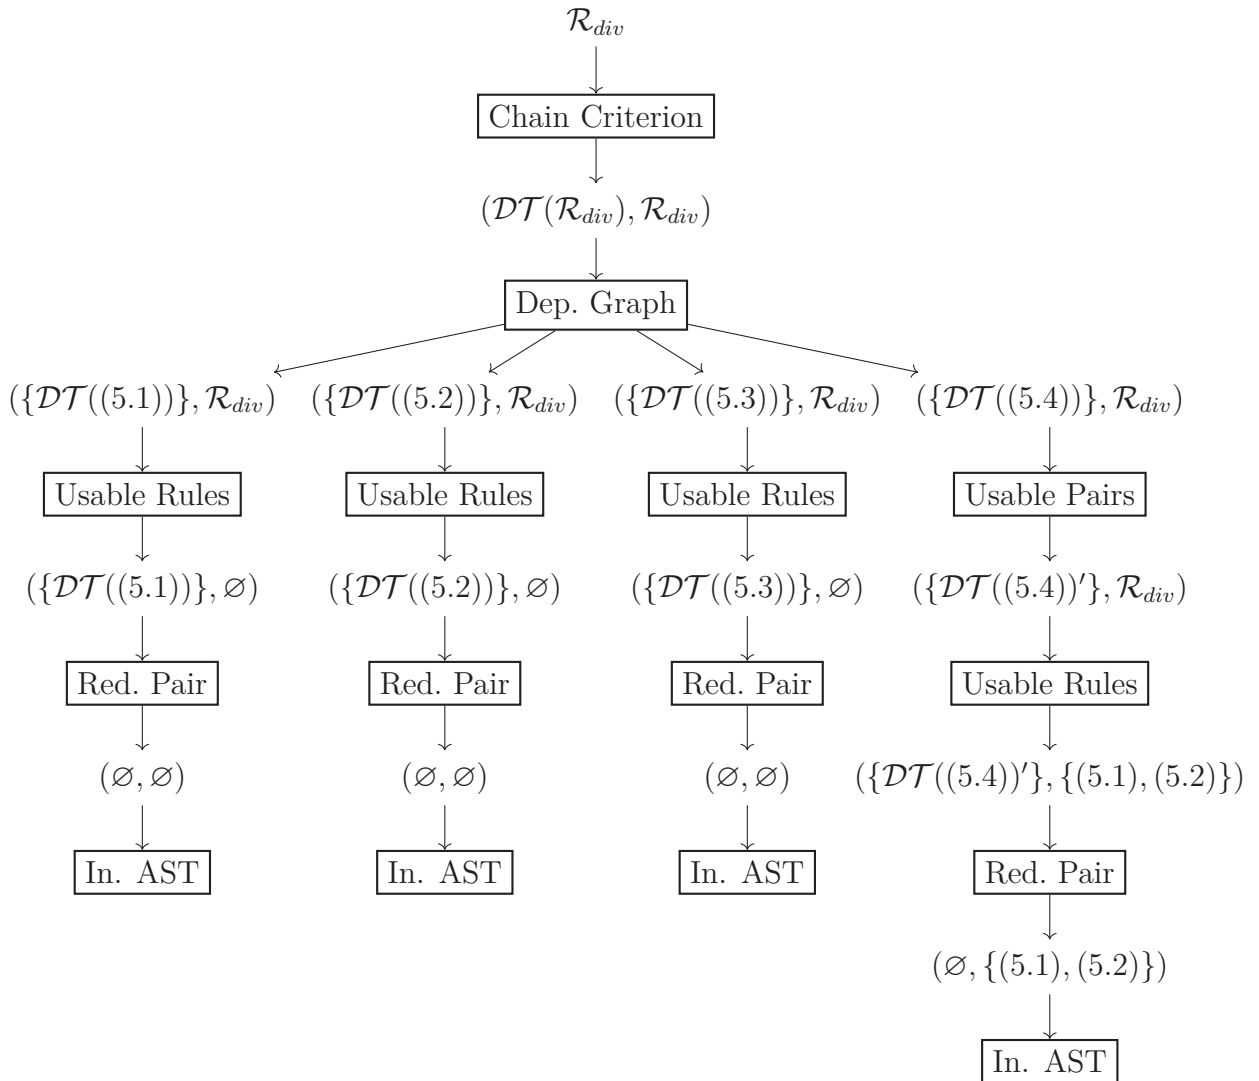 𝓡_div
Chain Criterion
(𝓓𝓣(𝓡_div), 𝓡_div)
Dep. Graph
({𝓓𝓣((5.1))}, 𝓡_div) ({𝓓𝓣((5.2))}, 𝓡_div) ({𝓓𝓣((5.3))}, 𝓡_div) ({𝓓𝓣((5.4))}, 𝓡_div)
Usable Rules Usable Rules Usable Rules Usable Pairs
({𝓓𝓣((5.1))}, ∅) ({𝓓𝓣((5.2))}, ∅) ({𝓓𝓣((5.3))}, ∅) ({𝓓𝓣((5.4))′}, 𝓡_div)
Red. Pair Red. Pair Red. Pair Usable Rules
(∅, ∅) (∅, ∅) (∅, ∅) ({𝓓𝓣((5.4))′}, {(5.1), (5.2)})
In. AST In. AST In. AST Red. Pair
(∅, {(5.1), (5.2)})
In. AST